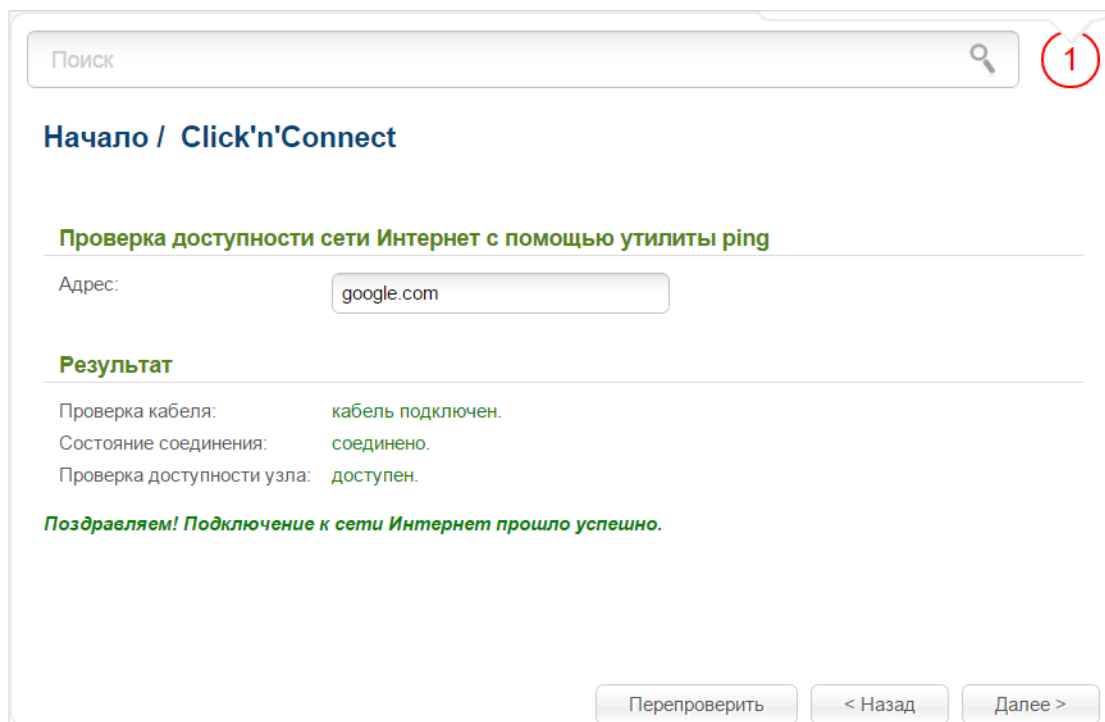 Поиск
1
Начало / Click'n'Connect
Проверка доступности сети Интернет с помощью утилиты ping
Адрес: google.com
Результат
Проверка кабеля: кабель подключен.
Состояние соединения: соединено.
Проверка доступности узла: доступен.
Поздравляем! Подключение к сети Интернет прошло успешно.
Перепроверить < Назад Далее >